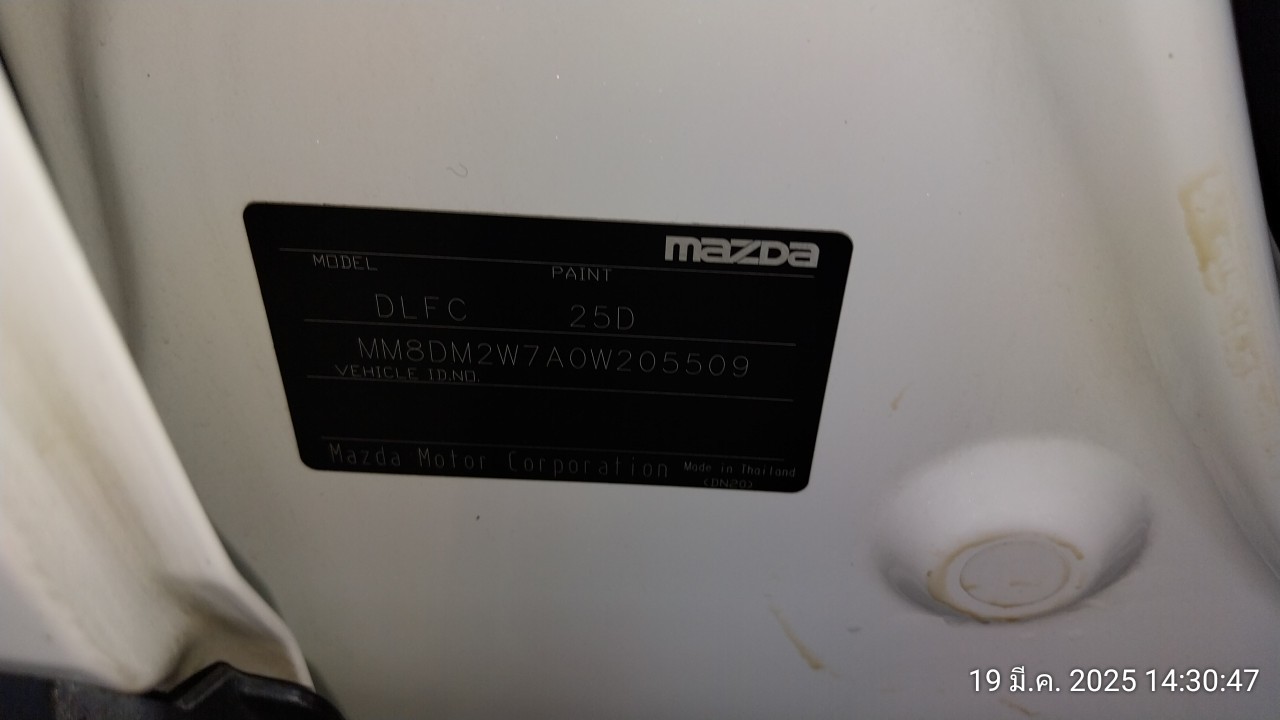 mazda
MODEL PAINT
DLFC 25D
MM8DM2W7A0W205509
VEHICLE ID.NO.
Mazda Motor Corporation Made in Thailand
(DN20)
19 มี.ค. 2025 14:30:47